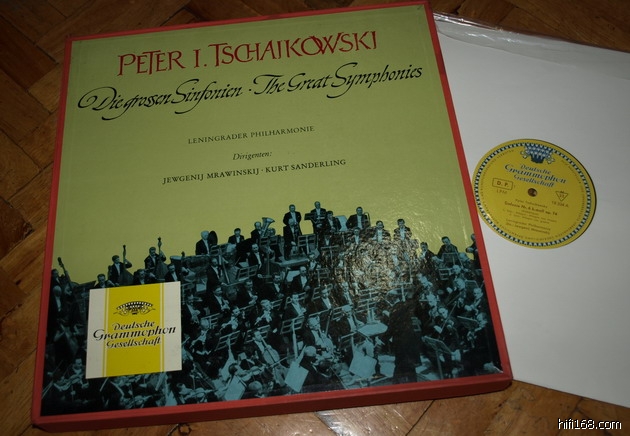 PETER I. TSCHAIKOWSKI
Die grossen Sinfonien · The Great Symphonies
LENINGRADER PHILHARMONIE
Dirigenten:
JEWGENIJ MRAWINSKIJ · KURT SANDERLING
Deutsche
Grammophon
Gesellschaft
Deutsche
Grammophon
Gesellschaft
LPM
hifi168.com